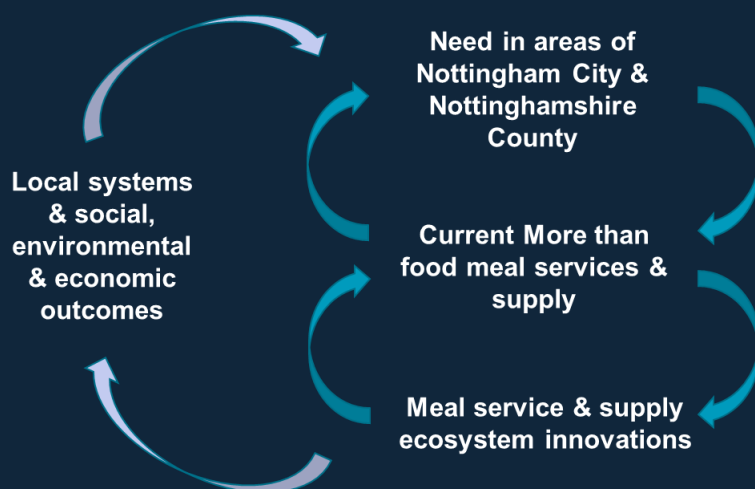 Need in areas of
Nottingham City &
Nottinghamshire
County
Local systems
& social,
environmental
& economic
outcomes
Current More than
food meal services &
supply
Meal service & supply
ecosystem innovations